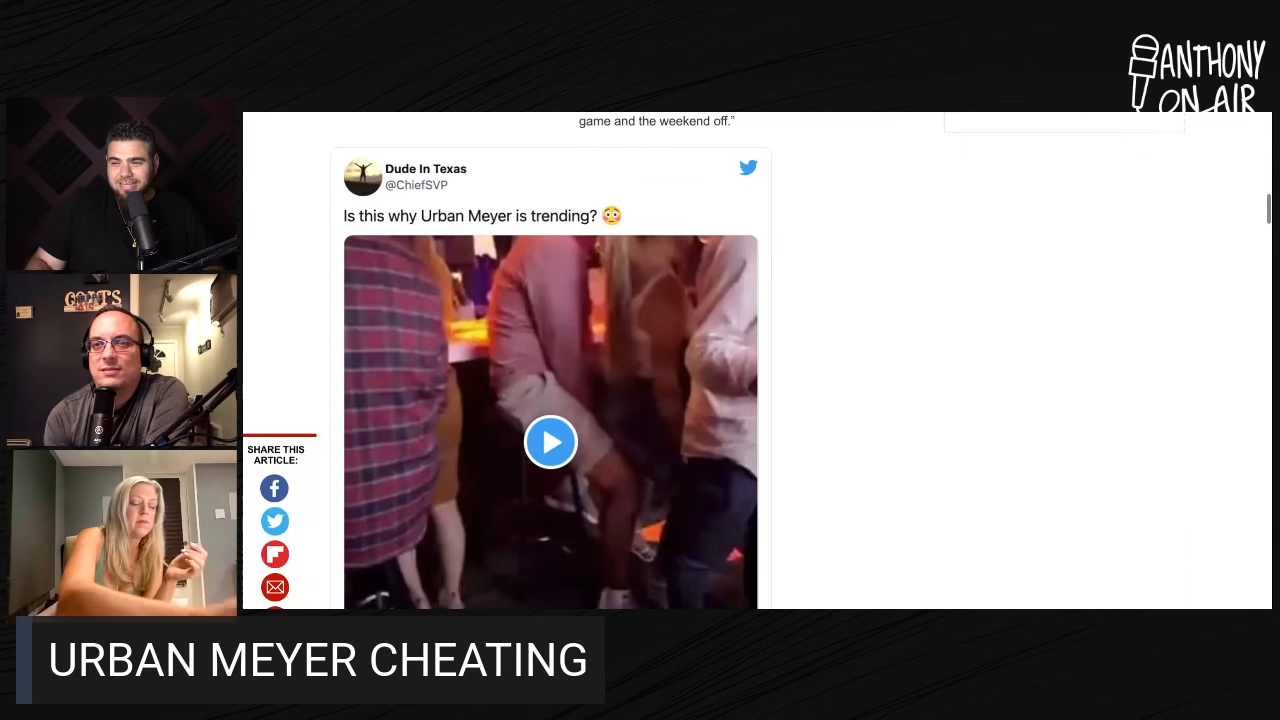 ANTHONY
ON AIR
game and the weekend off.”
Dude In Texas
@ChiefSVP
Is this why Urban Meyer is trending? 😳
SHARE THIS
ARTICLE:
URBAN MEYER CHEATING